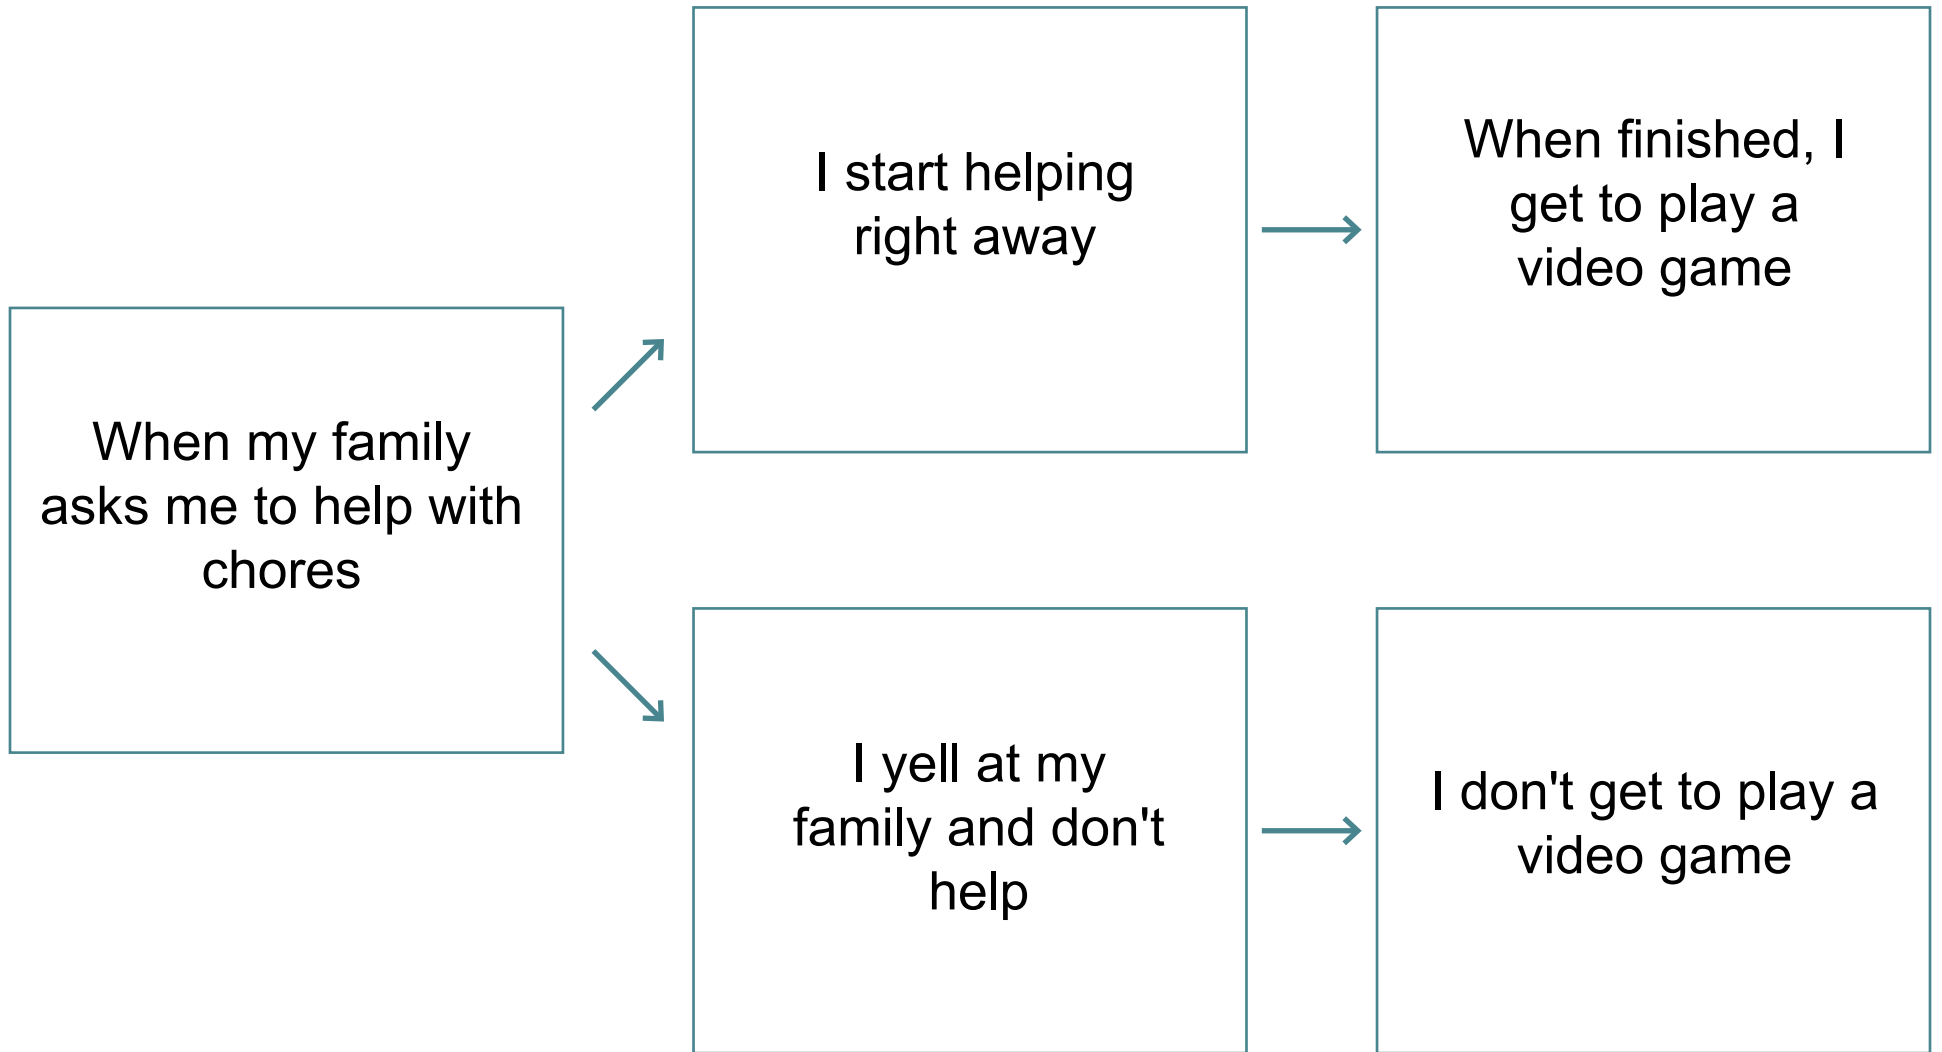 When my family
asks me to help with
chores
I start helping
right away
When finished, I
get to play a
video game
I yell at my
family and don't
help
I don't get to play a
video game